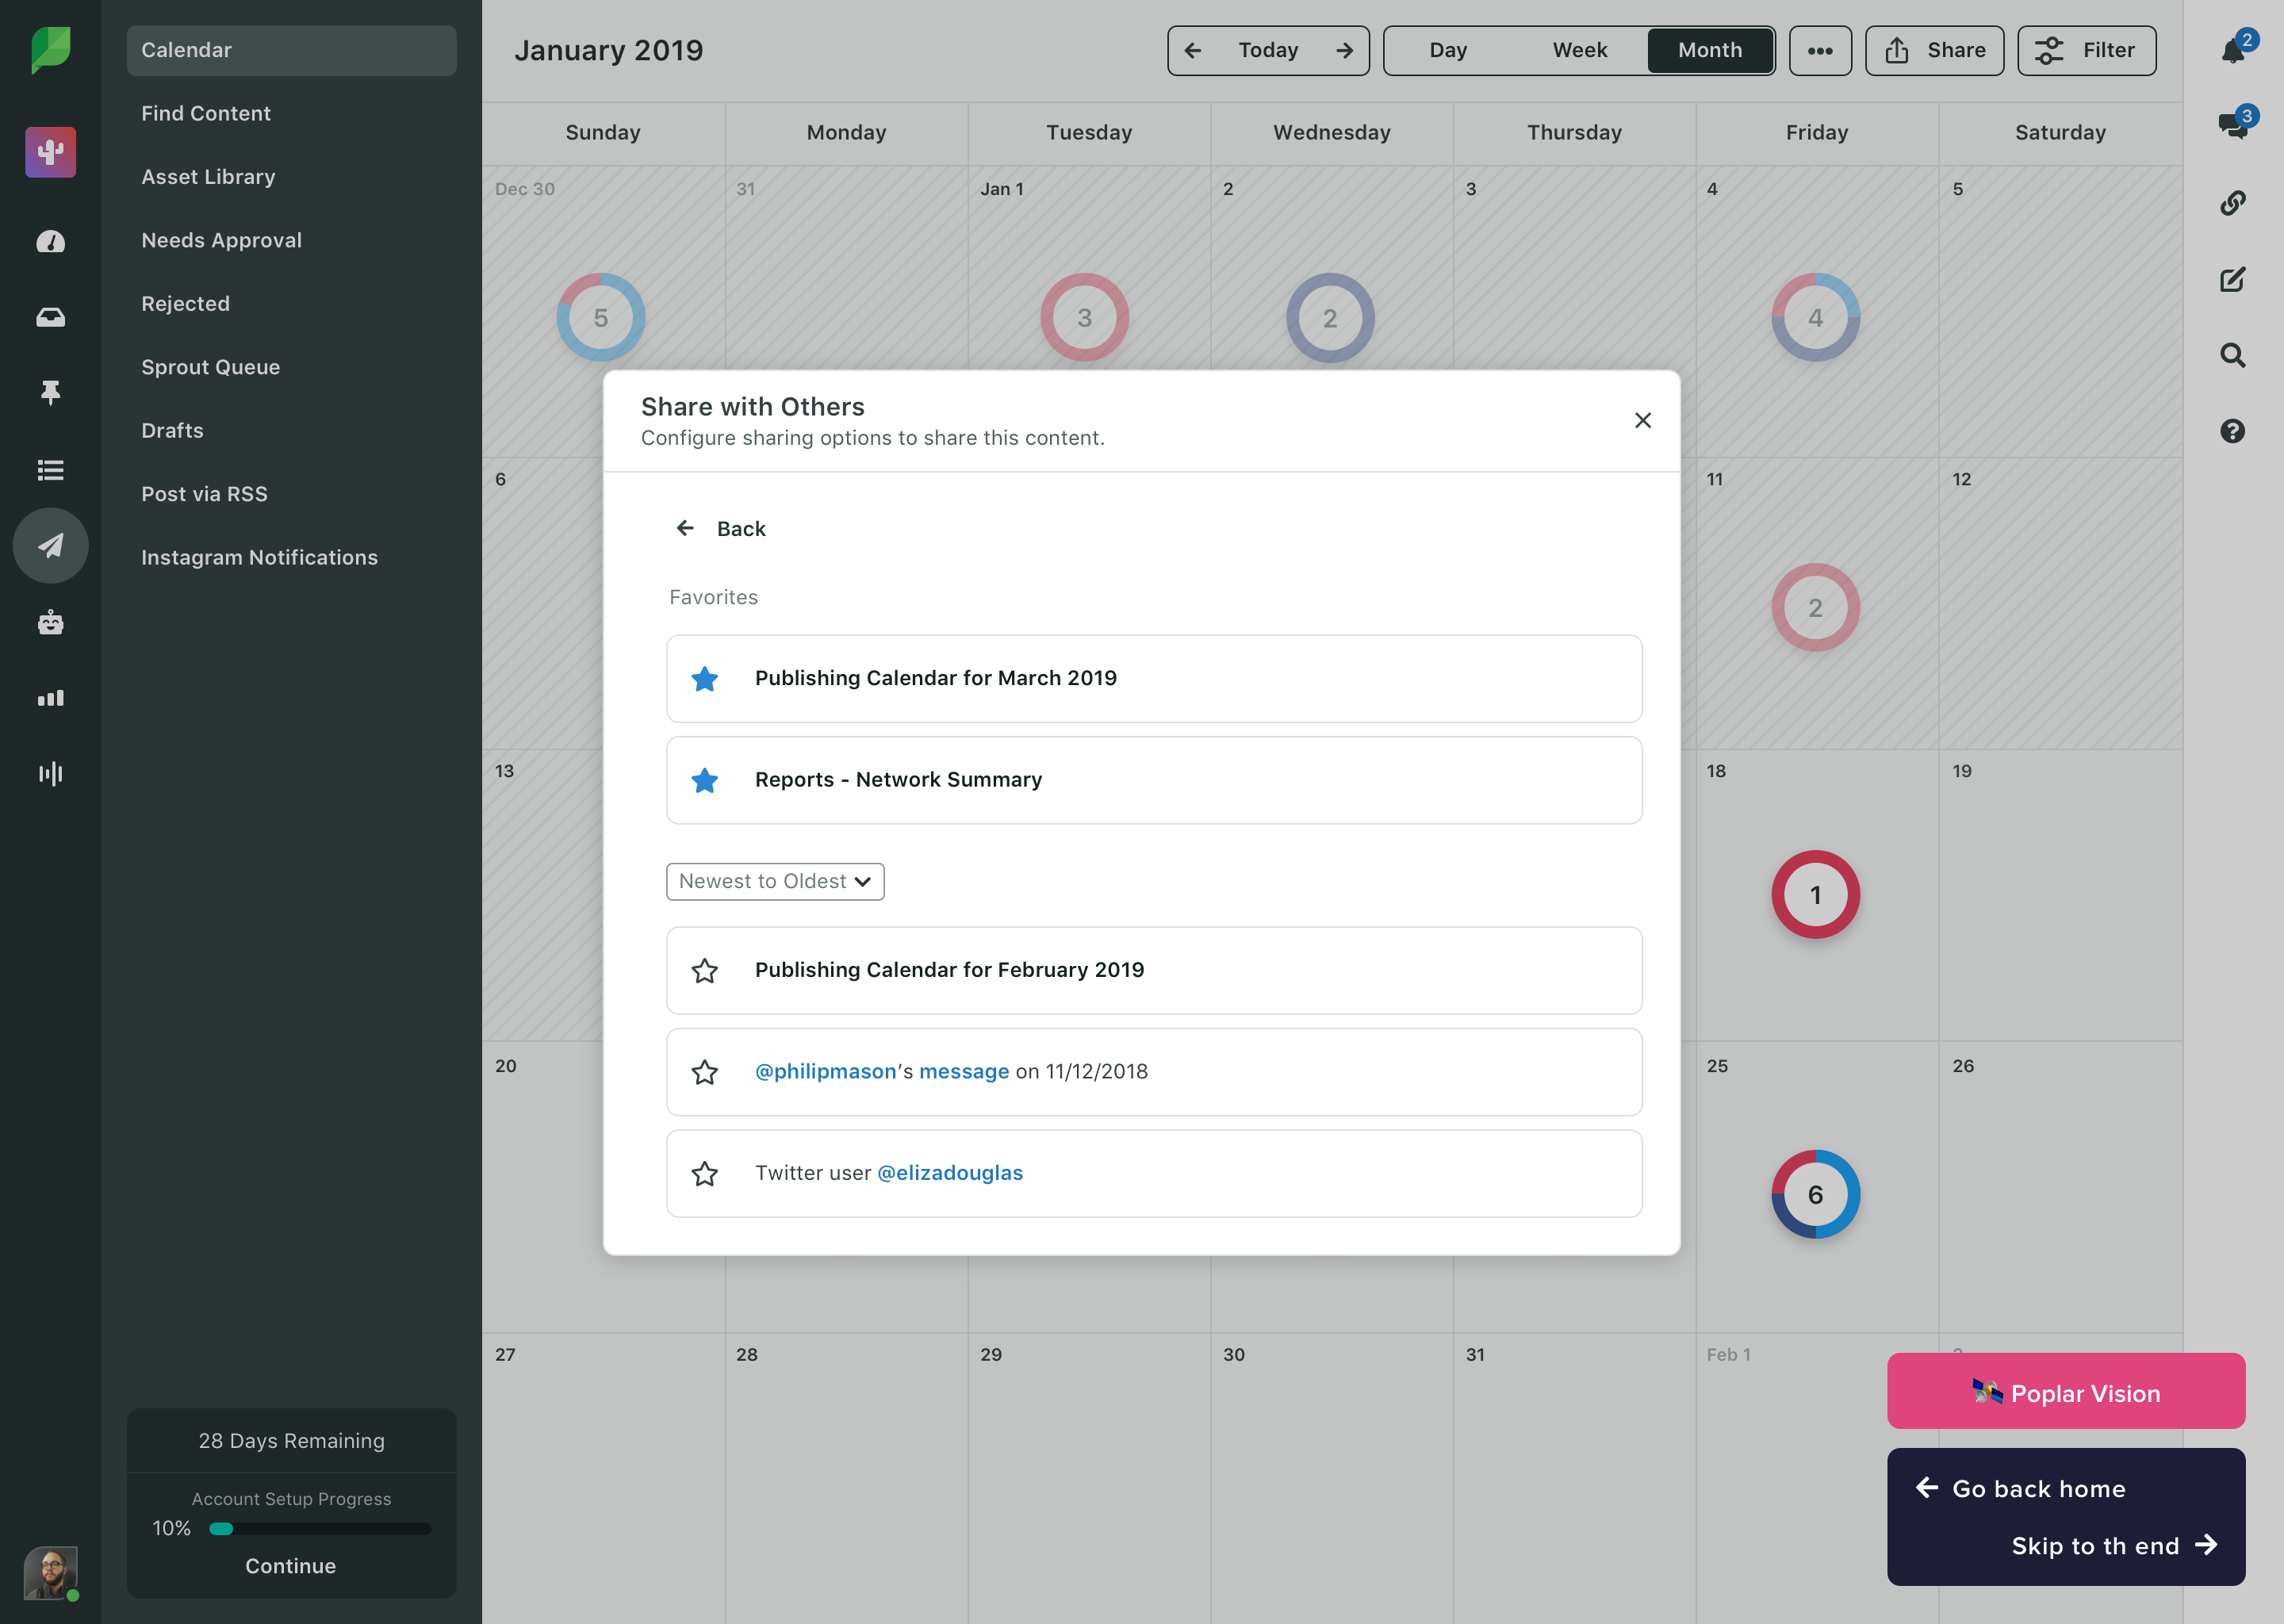 Calendar
Find Content
Asset Library
Needs Approval
Rejected
Sprout Queue
Drafts
Post via RSS
Instagram Notifications
28 Days Remaining
Account Setup Progress
10%
Continue
January 2019
Today
Day Week Month
Share
Filter
2
3
Sunday Monday Tuesday Wednesday Thursday Friday Saturday
Dec 30 31 Jan 1 2 3 4 5
5 3 2 4
Share with Others
Configure sharing options to share this content.
Back
Favorites
Publishing Calendar for March 2019
Reports - Network Summary
Newest to Oldest
Publishing Calendar for February 2019
@philipmason's message on 11/12/2018
Twitter user @elizadouglas
6 11 12
2
13 18 19
1
20 25 26
6
27 28 29 30 31 Feb 1
Poplar Vision
Go back home
Skip to th end